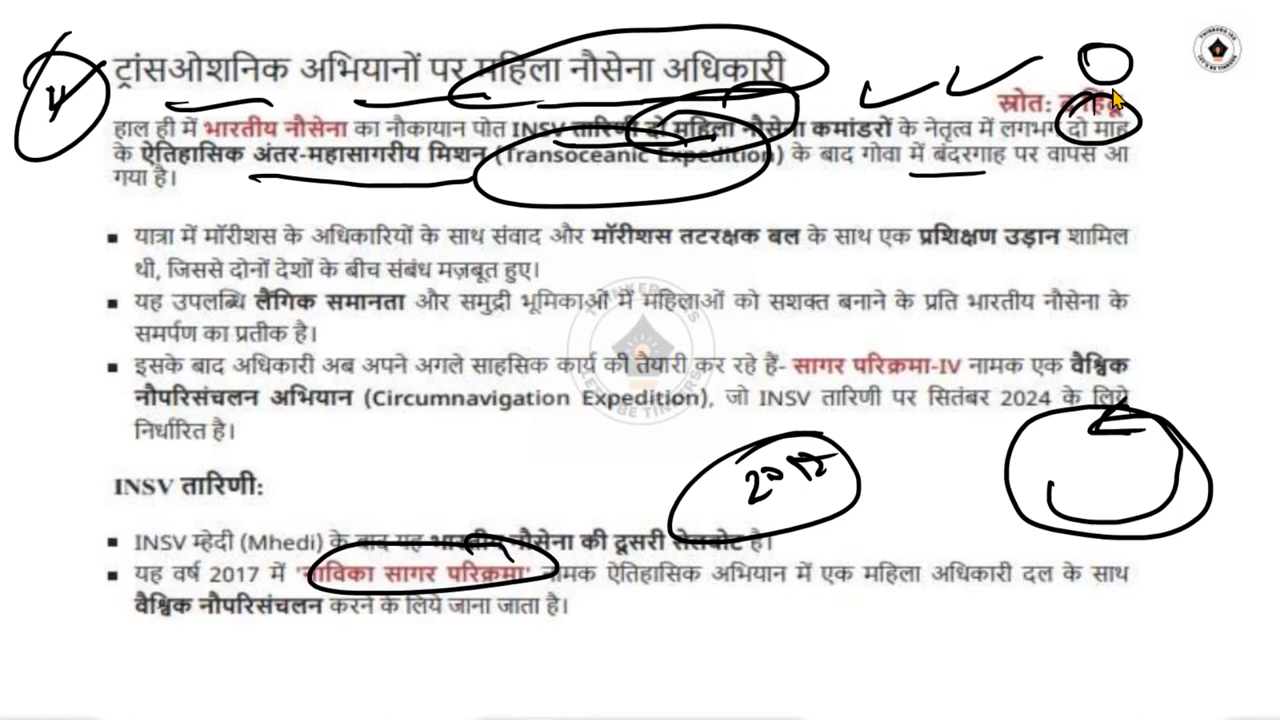 ट्रांसओशनिक अभियानों पर महिला नौसेना अधिकारी
स्रोत: द हिंदू
हाल ही में भारतीय नौसेना का नौकायान पोत INSV तारिणी दो महिला नौसेना कमांडरों के नेतृत्व में लगभग दो माह
के ऐतिहासिक अंतर-महासागरीय मिशन (Transoceanic Expedition) के बाद गोवा में बंदरगाह पर वापस आ
गया है।
▪ यात्रा में मॉरीशस के अधिकारियों के साथ संवाद और मॉरीशस तटरक्षक बल के साथ एक प्रशिक्षण उड़ान शामिल
थी, जिससे दोनों देशों के बीच संबंध मज़बूत हुए।
▪ यह उपलब्धि लैंगिक समानता और समुद्री भूमिकाओं में महिलाओं को सशक्त बनाने के प्रति भारतीय नौसेना के
समर्पण का प्रतीक है।
▪ इसके बाद अधिकारी अब अपने अगले साहसिक कार्य की तैयारी कर रहे हैं- सागर परिक्रमा-IV नामक एक वैश्विक
नौपरिसंचलन अभियान (Circumnavigation Expedition), जो INSV तारिणी पर सितंबर 2024 के लिये
निर्धारित है।
2017
INSV तारिणी:
▪ INSV म्हेदी (Mhedi) के बाद यह भारतीय नौसेना की दूसरी सेलबोट है।
▪ यह वर्ष 2017 में 'नाविका सागर परिक्रमा' नामक ऐतिहासिक अभियान में एक महिला अधिकारी दल के साथ
वैश्विक नौपरिसंचलन करने के लिये जाना जाता है।